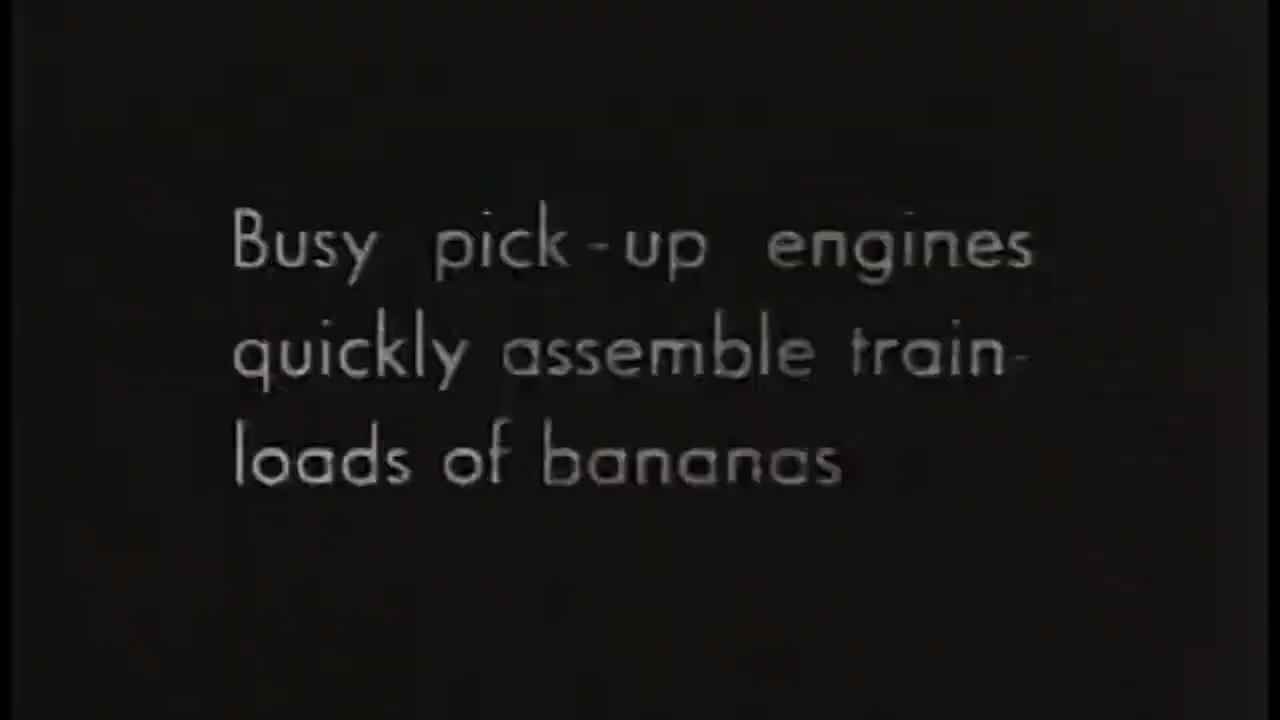 Busy pick-up engines
quickly assemble train-
loads of bananas